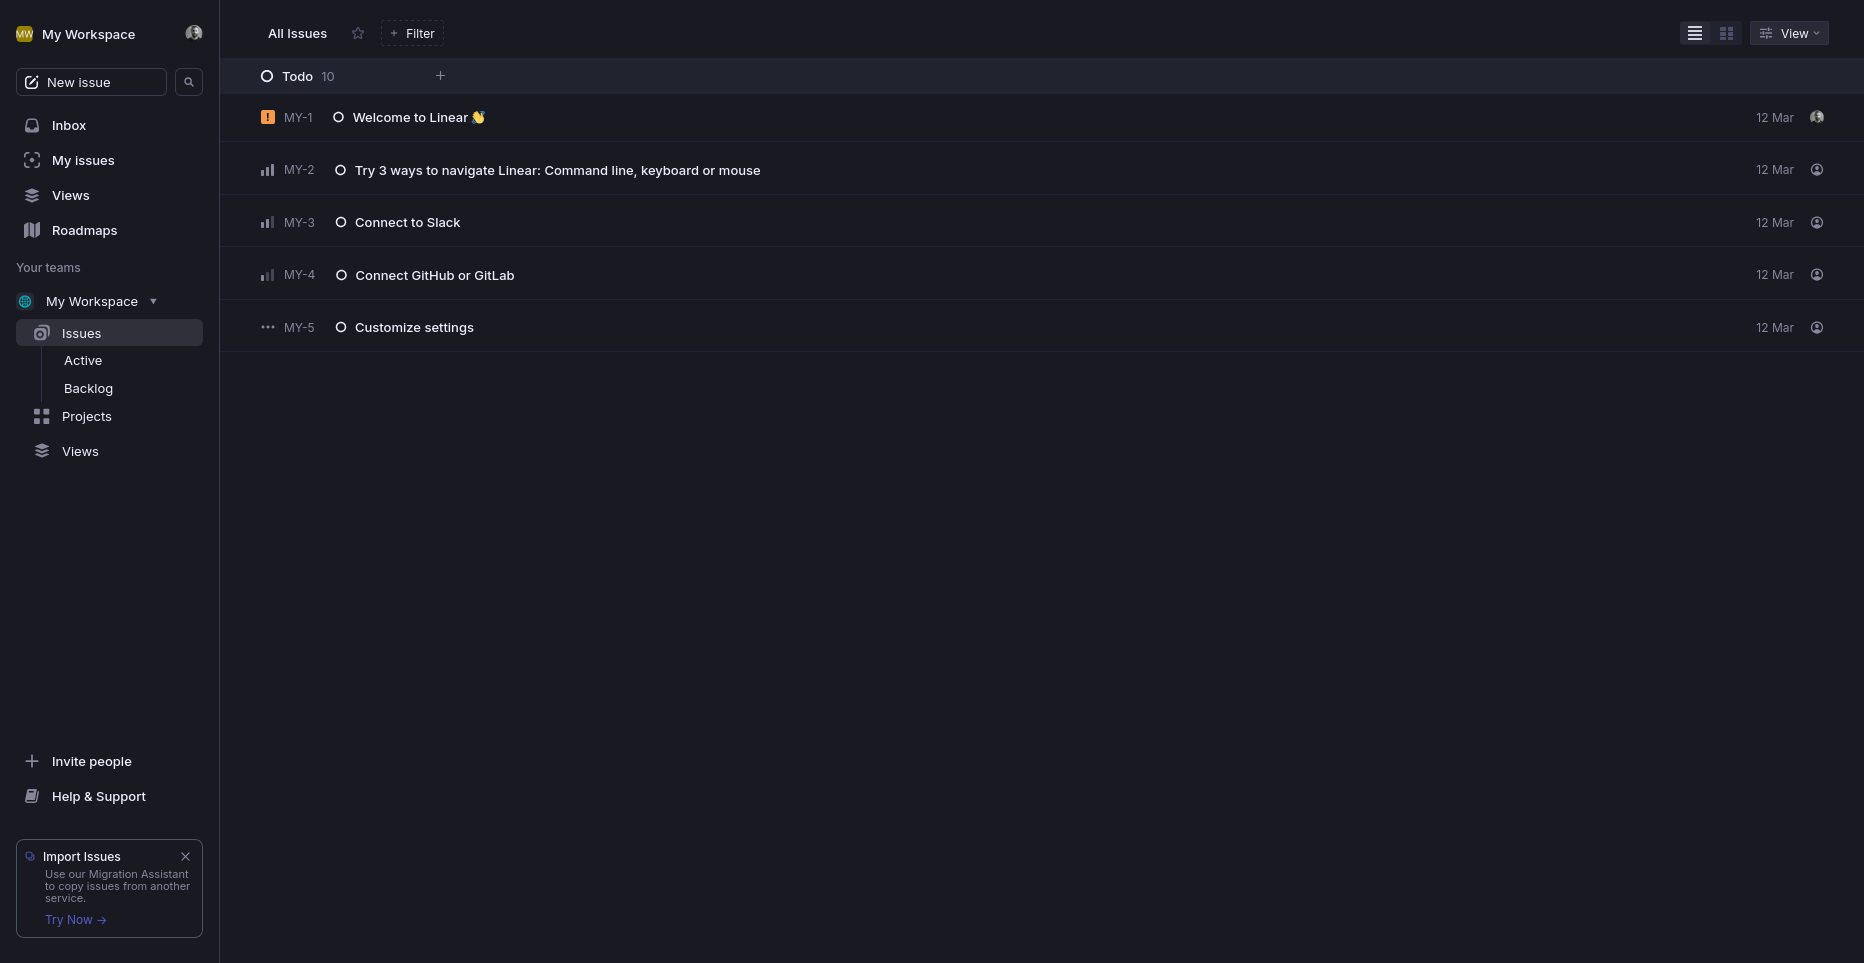 MW My Workspace
New issue
Inbox
My issues
Views
Roadmaps
Your teams
My Workspace
Issues
Active
Backlog
Projects
Views
Invite people
Help & Support
Import Issues
Use our Migration Assistant
to copy issues from another
service.
Try Now →
All Issues + Filter View
Todo 10 +
! MY-1 Welcome to Linear 👋 12 Mar
MY-2 Try 3 ways to navigate Linear: Command line, keyboard or mouse 12 Mar
MY-3 Connect to Slack 12 Mar
MY-4 Connect GitHub or GitLab 12 Mar
MY-5 Customize settings 12 Mar